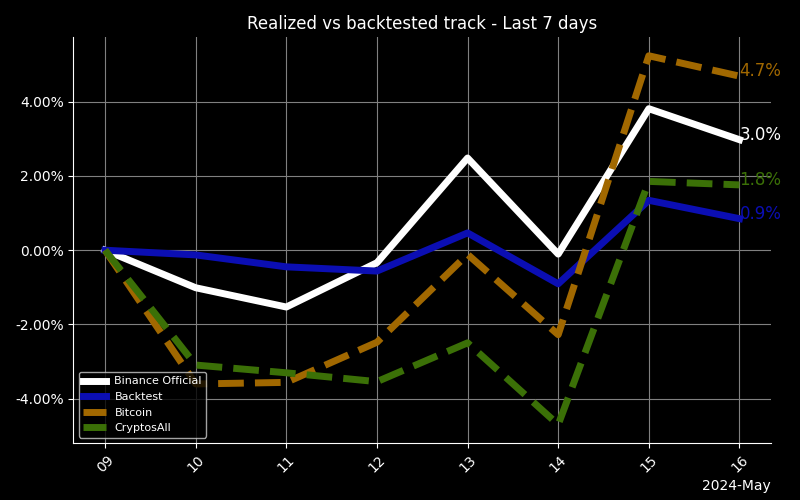 Realized vs backtested track - Last 7 days
4.00%
2.00%
0.00%
-2.00%
-4.00%
4.7%
3.0%
1.8%
0.9%
Binance Official
Backtest
Bitcoin
CryptosAll
09
10
11
12
13
14
15
16
2024-May